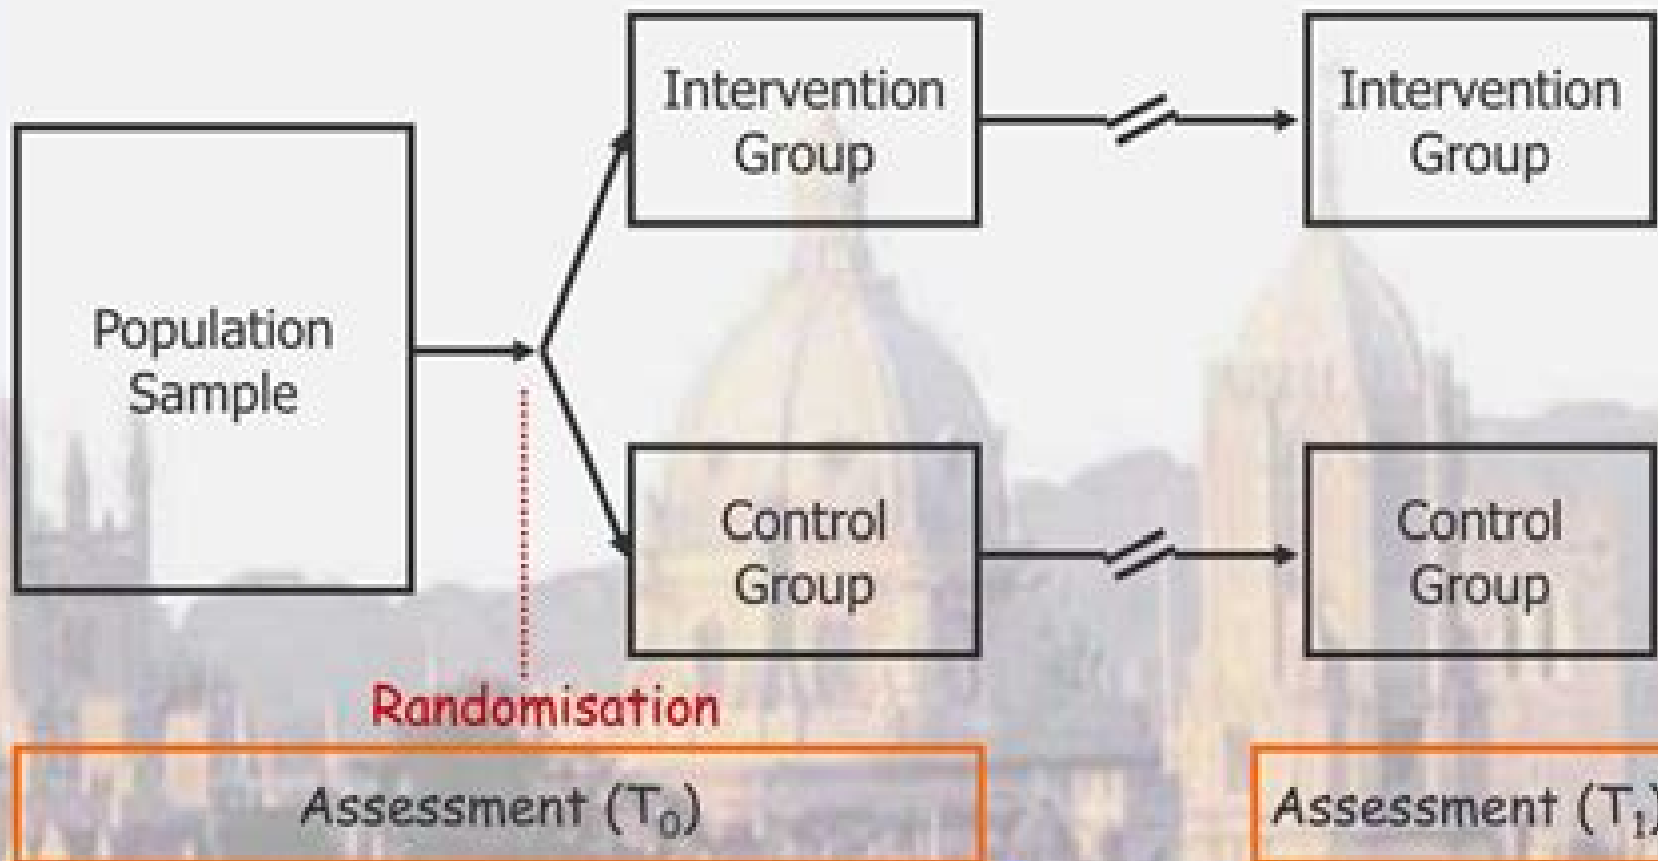 Intervention
Group
Intervention
Group
Population
Sample
Control
Group
Control
Group
Randomisation
Assessment (T₀)
Assessment (T₁)